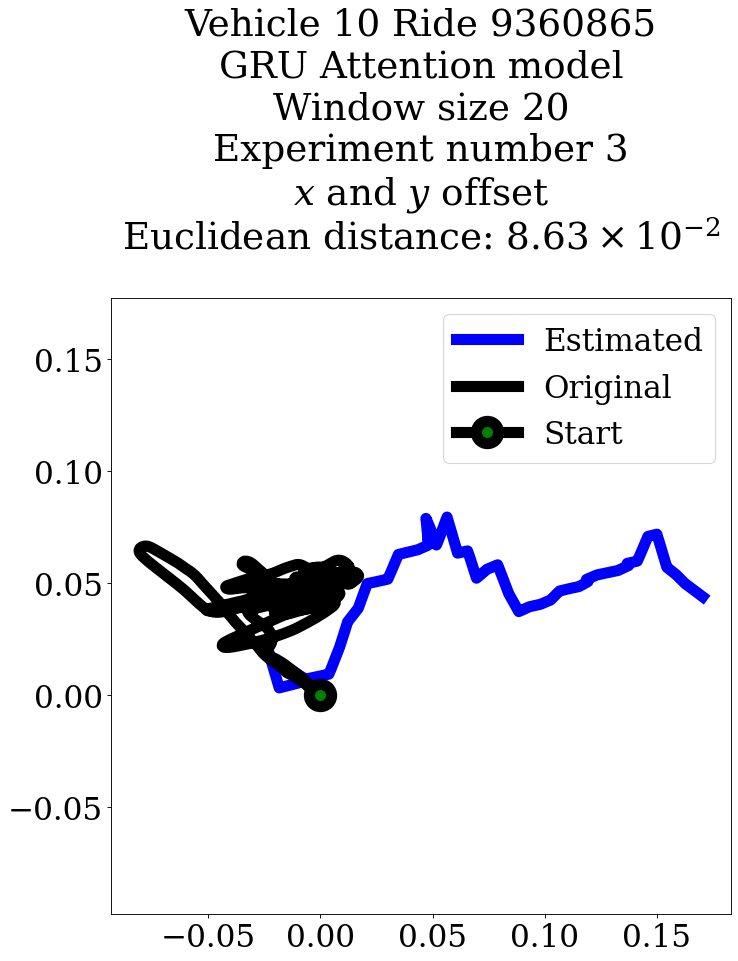 Vehicle 10 Ride 9360865
GRU Attention model
Window size 20
Experiment number 3
x and y offset
Euclidean distance: 8.63 × 10⁻²
Estimated
Original
Start
0.15
0.10
0.05
0.00
−0.05
−0.05 0.00 0.05 0.10 0.15